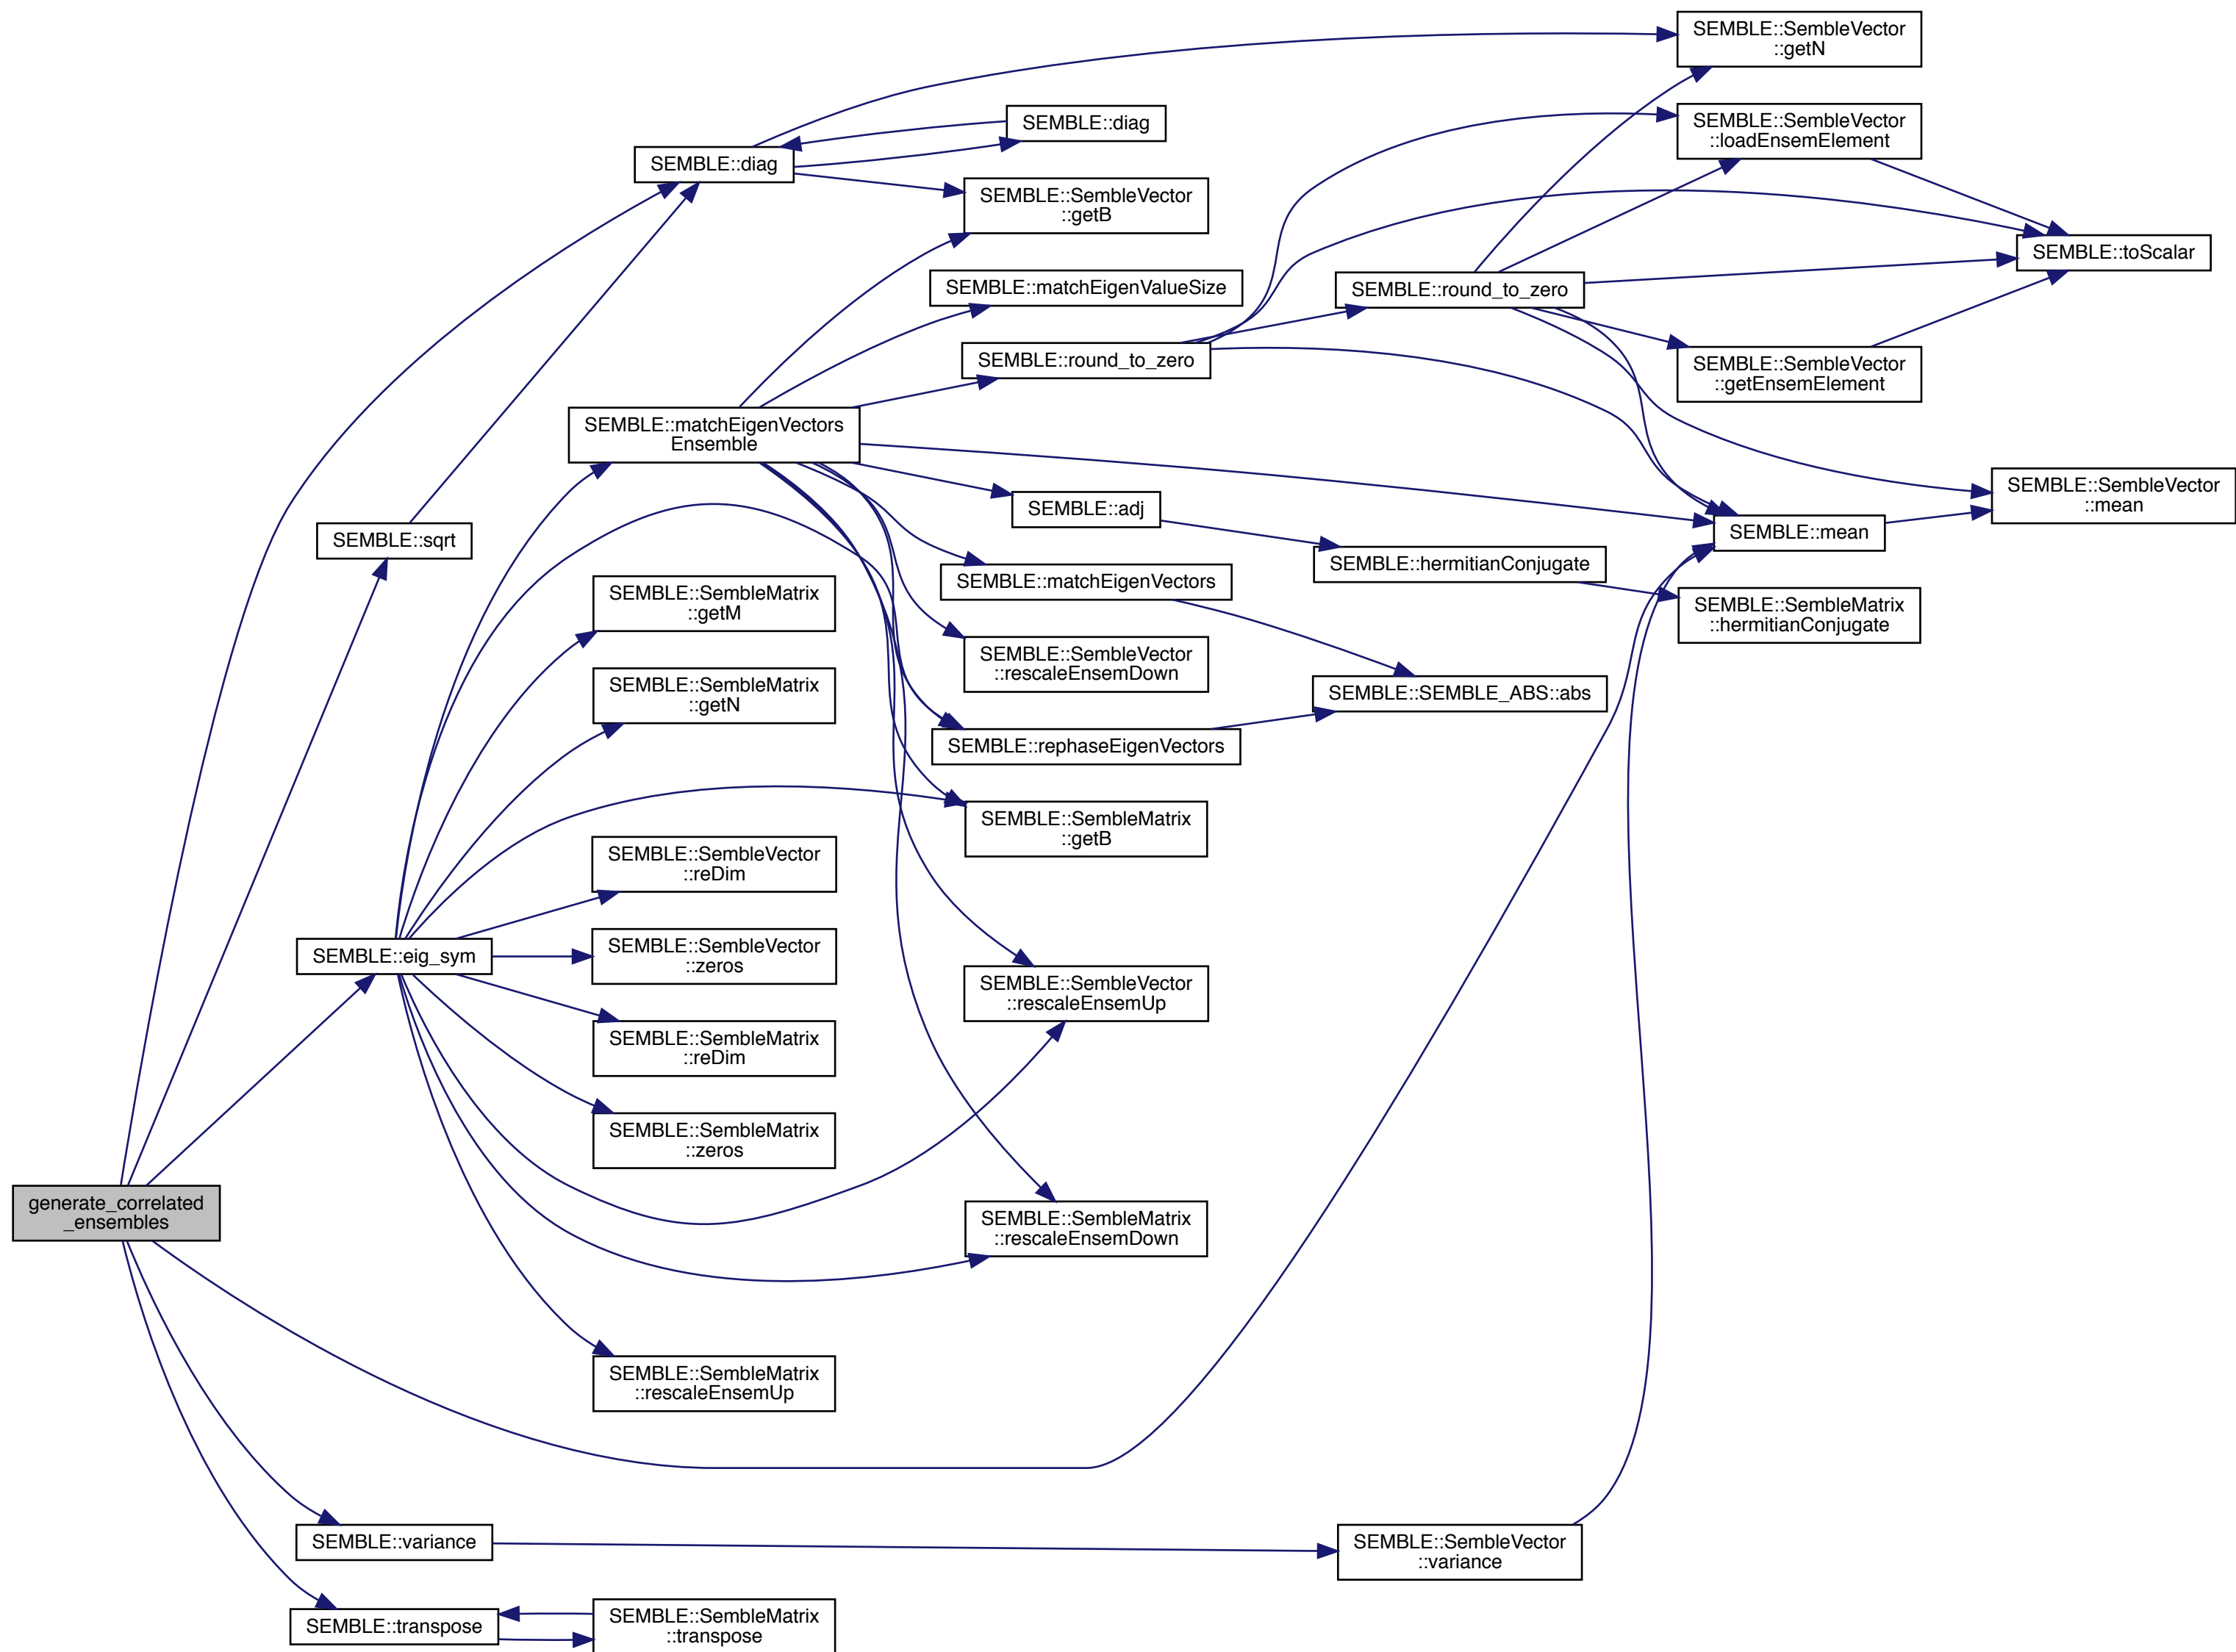 SEMBLE::SembleVector
::getN
SEMBLE::diag
SEMBLE::SembleVector
::loadEnsemElement
SEMBLE::diag
SEMBLE::SembleVector
::getB
SEMBLE::toScalar
SEMBLE::matchEigenValueSize
SEMBLE::round_to_zero
SEMBLE::round_to_zero
SEMBLE::SembleVector
::getEnsemElement
SEMBLE::matchEigenVectors
Ensemble
SEMBLE::SembleVector
::mean
SEMBLE::adj
SEMBLE::mean
SEMBLE::sqrt
SEMBLE::hermitianConjugate
SEMBLE::matchEigenVectors
SEMBLE::SembleMatrix
::getM
SEMBLE::SembleMatrix
::hermitianConjugate
SEMBLE::SembleVector
::rescaleEnsemDown
SEMBLE::SembleMatrix
::getN
SEMBLE::SEMBLE_ABS::abs
SEMBLE::rephaseEigenVectors
SEMBLE::SembleMatrix
::getB
SEMBLE::SembleVector
::reDim
SEMBLE::eig_sym
SEMBLE::SembleVector
::zeros
SEMBLE::SembleVector
::rescaleEnsemUp
SEMBLE::SembleMatrix
::reDim
SEMBLE::SembleMatrix
::zeros
generate_correlated
_ensembles
SEMBLE::SembleMatrix
::rescaleEnsemDown
SEMBLE::SembleMatrix
::rescaleEnsemUp
SEMBLE::variance
SEMBLE::SembleVector
::variance
SEMBLE::transpose
SEMBLE::SembleMatrix
::transpose